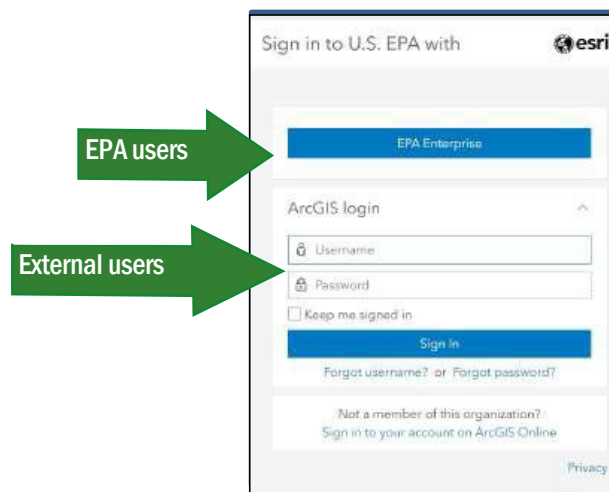 Sign in to U.S. EPA with esri
EPA users
EPA Enterprise
ArcGIS login
External users
Username
Password
Keep me signed in
Sign In
Forgot username? or Forgot password?
Not a member of this organization?
Sign in to your account on ArcGIS Online
Privacy